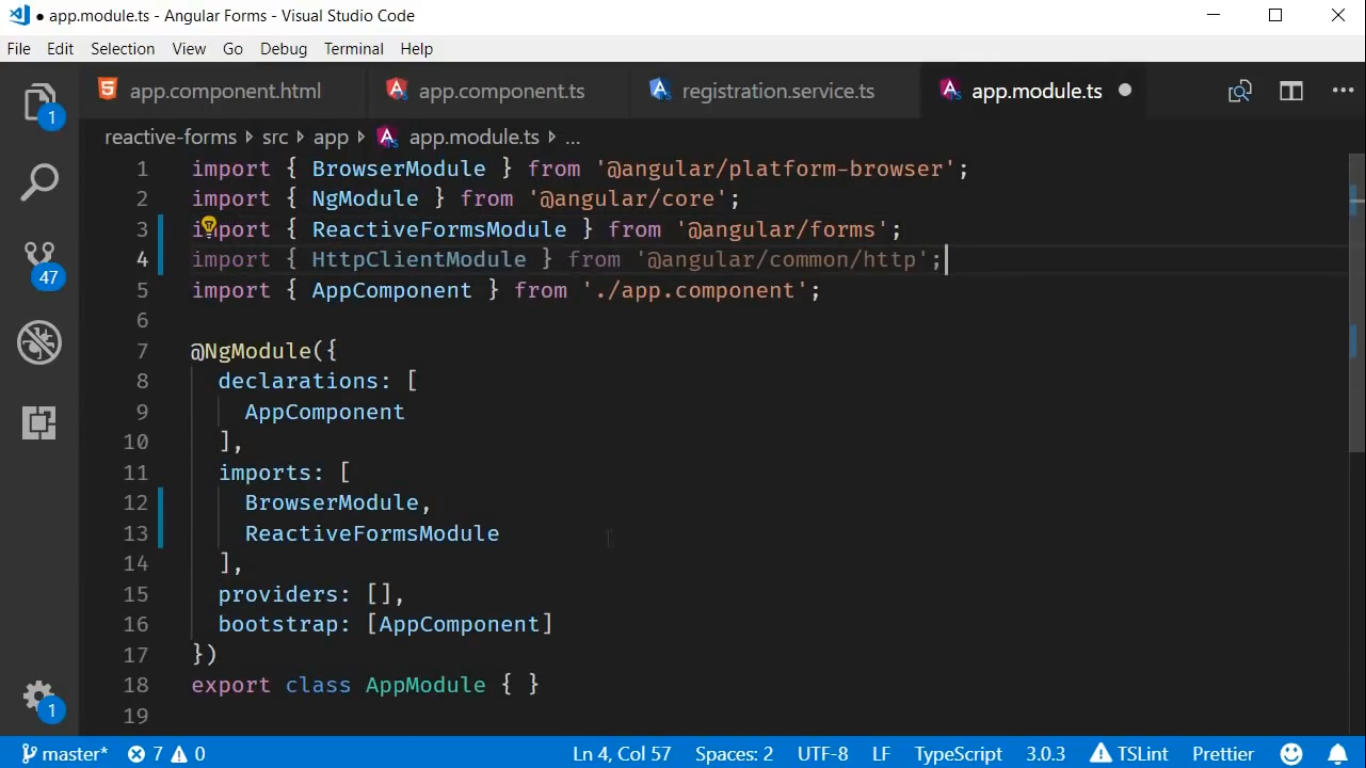 ● app.module.ts - Angular Forms - Visual Studio Code
File Edit Selection View Go Debug Terminal Help
app.component.html app.component.ts registration.service.ts app.module.ts ●
reactive-forms › src › app › app.module.ts › ...
1 import { BrowserModule } from '@angular/platform-browser';
2 import { NgModule } from '@angular/core';
3 import { ReactiveFormsModule } from '@angular/forms';
4 import { HttpClientModule } from '@angular/common/http';
5 import { AppComponent } from './app.component';
6
7 @NgModule({
8 declarations: [
9 AppComponent
10 ],
11 imports: [
12 BrowserModule,
13 ReactiveFormsModule
14 ],
15 providers: [],
16 bootstrap: [AppComponent]
17 })
18 export class AppModule { }
19
1
47
1
master* 7 0 Ln 4, Col 57 Spaces: 2 UTF-8 LF TypeScript 3.0.3 TSLint Prettier